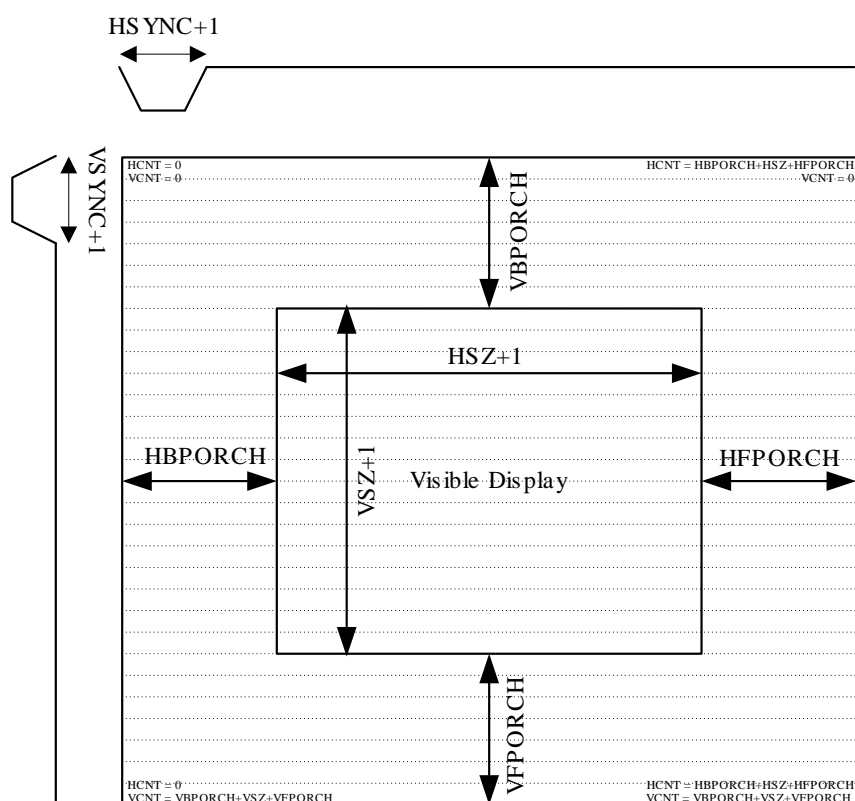 HSYNC+1
VSYNC+1
HCNT = 0
VCNT = 0
HCNT = HBPORCH+HSZ+HFPORCH
VCNT = 0
VBPORCH
HSZ+1
VSZ+1
HBPORCH
Visible Display
HFPORCH
VFPORCH
HCNT = 0
VCNT = VBPORCH+VSZ+VFPORCH
HCNT = HBPORCH+HSZ+HFPORCH
VCNT = VBPORCH+VSZ+VFPORCH